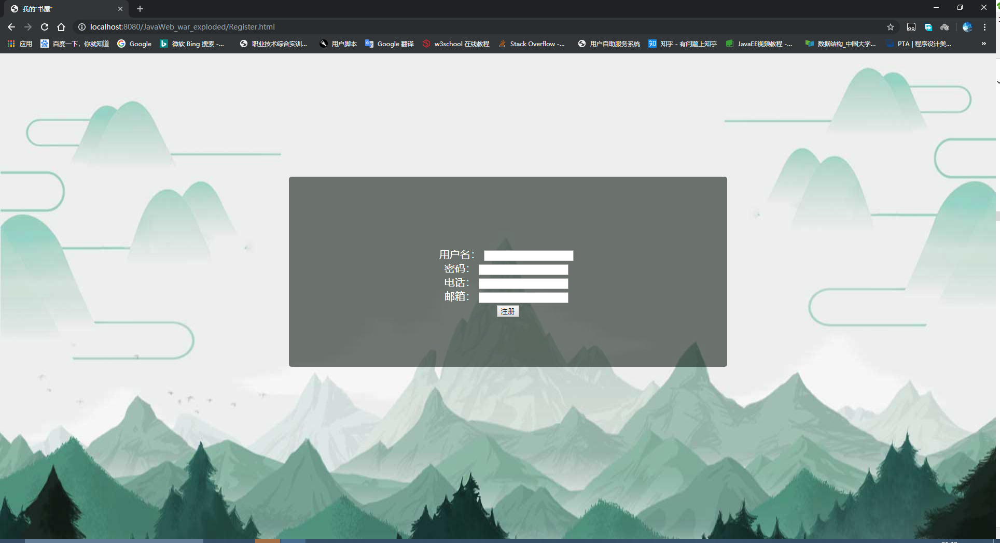 我的“书屋”
localhost:8080/JavaWeb_war_exploded/Register.html
应用 百度一下，你就知道 Google 微软 Bing 搜索 -... 职业技术综合实训... 用户脚本 Google 翻译 w3school 在线教程 Stack Overflow -... 用户自助服务系统 知乎 - 有问题上知乎 JavaEE视频教程 -... 数据结构_中国大学... PTA | 程序设计类... »
用户名：
密码：
电话：
邮箱：
注册